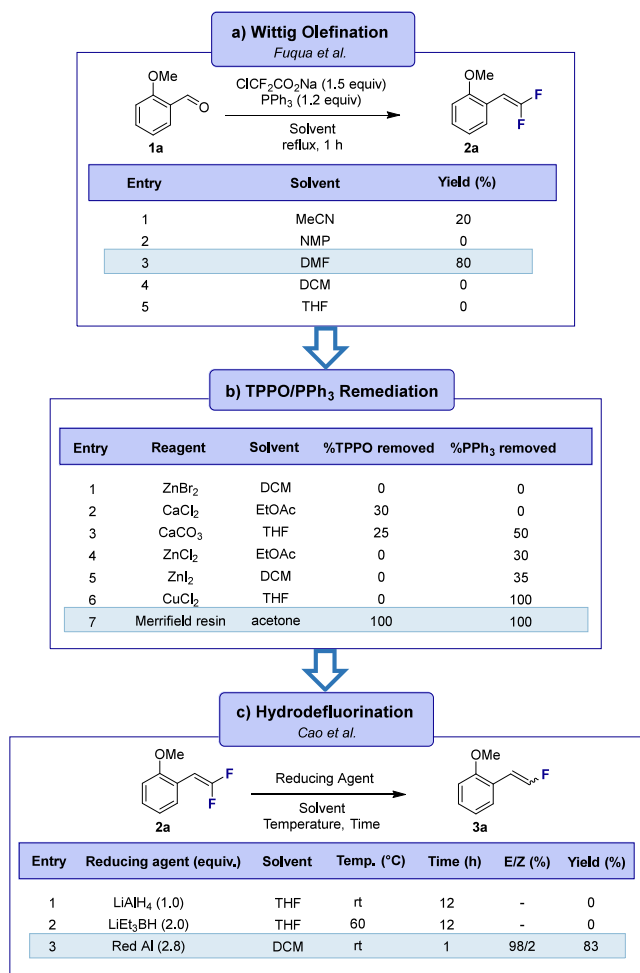 a) Wittig Olefination
Fuqua et al.
OMe
O
1a
ClCF₂CO₂Na (1.5 equiv)
PPh₃ (1.2 equiv)
Solvent
reflux, 1 h
OMe
F
F
2a
Entry Solvent Yield (%)
1 MeCN 20
2 NMP 0
3 DMF 80
4 DCM 0
5 THF 0
b) TPPO/PPh₃ Remediation
Entry Reagent Solvent %TPPO removed %PPh₃ removed
1 ZnBr₂ DCM 0 0
2 CaCl₂ EtOAc 30 0
3 CaCO₃ THF 25 50
4 ZnCl₂ EtOAc 0 30
5 ZnI₂ DCM 0 35
6 CuCl₂ THF 0 100
7 Merrifield resin acetone 100 100
c) Hydrodefluorination
Cao et al.
OMe
F
F
2a
Reducing Agent
Solvent
Temperature, Time
OMe
F
3a
Entry Reducing agent (equiv.) Solvent Temp. (°C) Time (h) E/Z (%) Yield (%)
1 LiAlH₄ (1.0) THF rt 12 - 0
2 LiEt₃BH (2.0) THF 60 12 - 0
3 Red Al (2.8) DCM rt 1 98/2 83